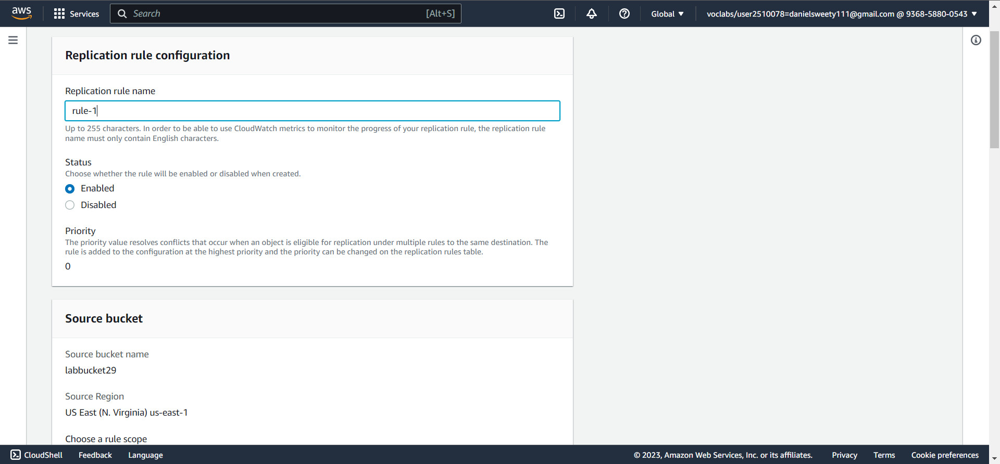 aws
Services
Search
[Alt+S]
Global
voclabs/user2510078=danielsweety111@gmail.com @ 9368-5880-0543
Replication rule configuration
Replication rule name
rule-1
Up to 255 characters. In order to be able to use CloudWatch metrics to monitor the progress of your replication rule, the replication rule
name must only contain English characters.
Status
Choose whether the rule will be enabled or disabled when created.
Enabled
Disabled
Priority
The priority value resolves conflicts that occur when an object is eligible for replication under multiple rules to the same destination. The
rule is added to the configuration at the highest priority and the priority can be changed on the replication rules table.
0
Source bucket
Source bucket name
labbucket29
Source Region
US East (N. Virginia) us-east-1
Choose a rule scope
CloudShell
Feedback
Language
© 2023, Amazon Web Services, Inc. or its affiliates.
Privacy
Terms
Cookie preferences